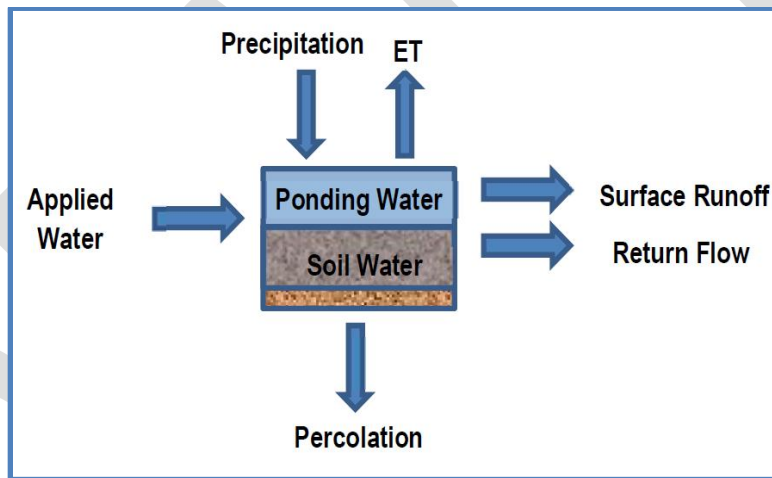 Precipitation
ET
Applied
Water
Ponding Water
Soil Water
Surface Runoff
Return Flow
Percolation